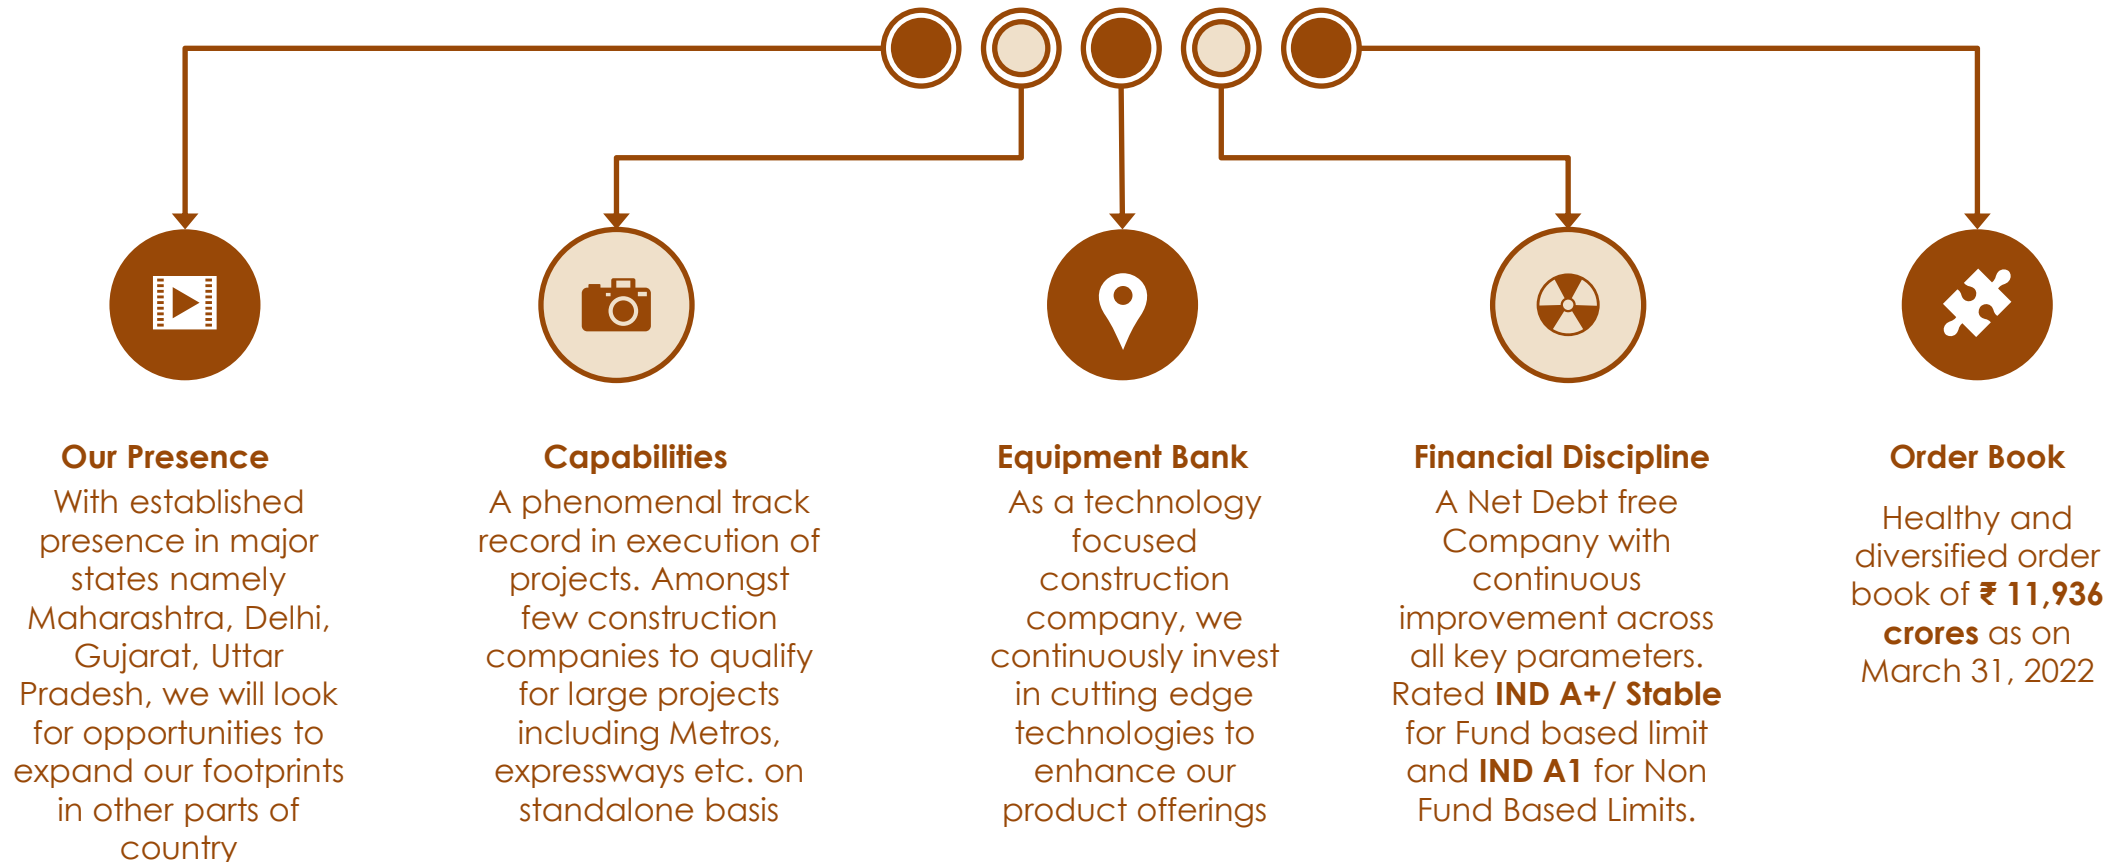 Our Presence
With established
presence in major
states namely
Maharashtra, Delhi,
Gujarat, Uttar
Pradesh, we will look
for opportunities to
expand our footprints
in other parts of
country
Capabilities
A phenomenal track
record in execution of
projects. Amongst
few construction
companies to qualify
for large projects
including Metros,
expressways etc. on
standalone basis
Equipment Bank
As a technology
focused
construction
company, we
continuously invest
in cutting edge
technologies to
enhance our
product offerings
Financial Discipline
A Net Debt free
Company with
continuous
improvement across
all key parameters.
Rated IND A+/ Stable
for Fund based limit
and IND A1 for Non
Fund Based Limits.
Order Book
Healthy and
diversified order
book of ₹ 11,936
crores as on
March 31, 2022